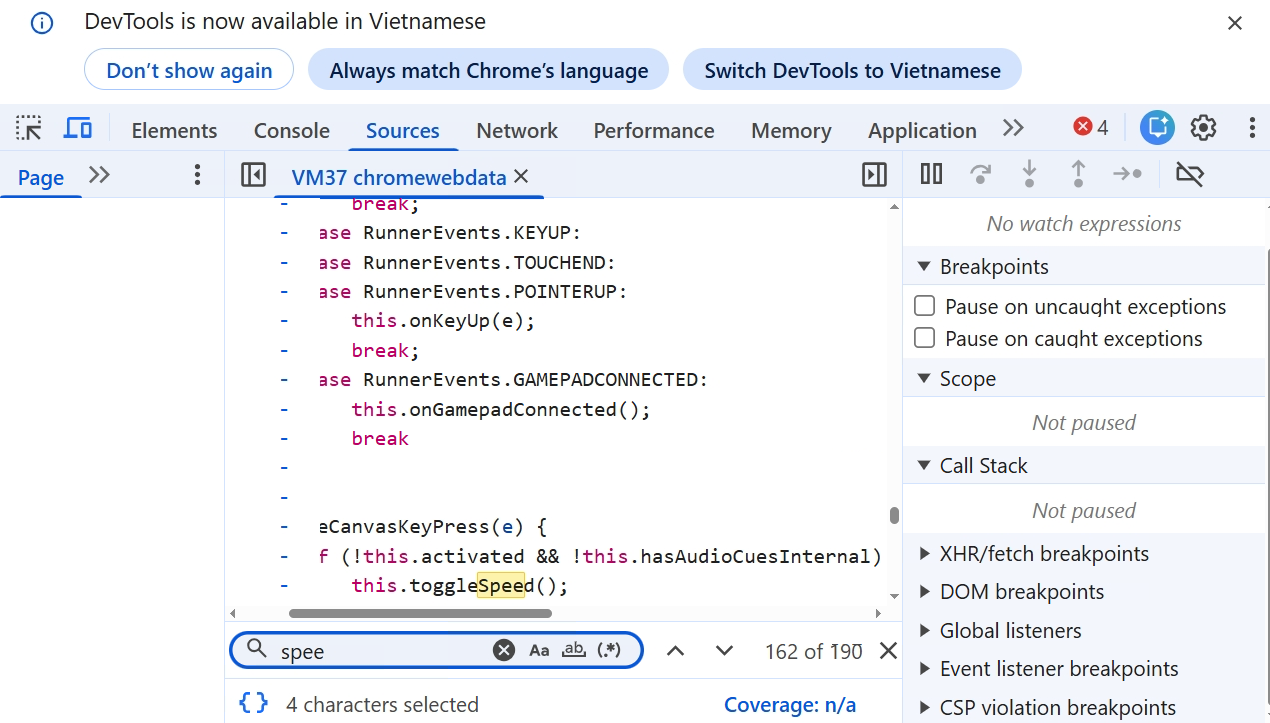 DevTools is now available in Vietnamese
Don't show again
Always match Chrome's language
Switch DevTools to Vietnamese
Elements
Console
Sources
Network
Performance
Memory
Application
4
Page
VM37 chromewebdata
break;
ase RunnerEvents.KEYUP:
ase RunnerEvents.TOUCHEND:
ase RunnerEvents.POINTERUP:
this.onKeyUp(e);
break;
ase RunnerEvents.GAMEPADCONNECTED:
this.onGamepadConnected();
break
eCanvasKeyPress(e) {
f (!this.activated && !this.hasAudioCuesInternal)
this.toggleSpeed();
spee
Aa
ab
(.*)
162 of 190
{} 4 characters selected
Coverage: n/a
No watch expressions
Breakpoints
Pause on uncaught exceptions
Pause on caught exceptions
Scope
Not paused
Call Stack
Not paused
XHR/fetch breakpoints
DOM breakpoints
Global listeners
Event listener breakpoints
CSP violation breakpoints